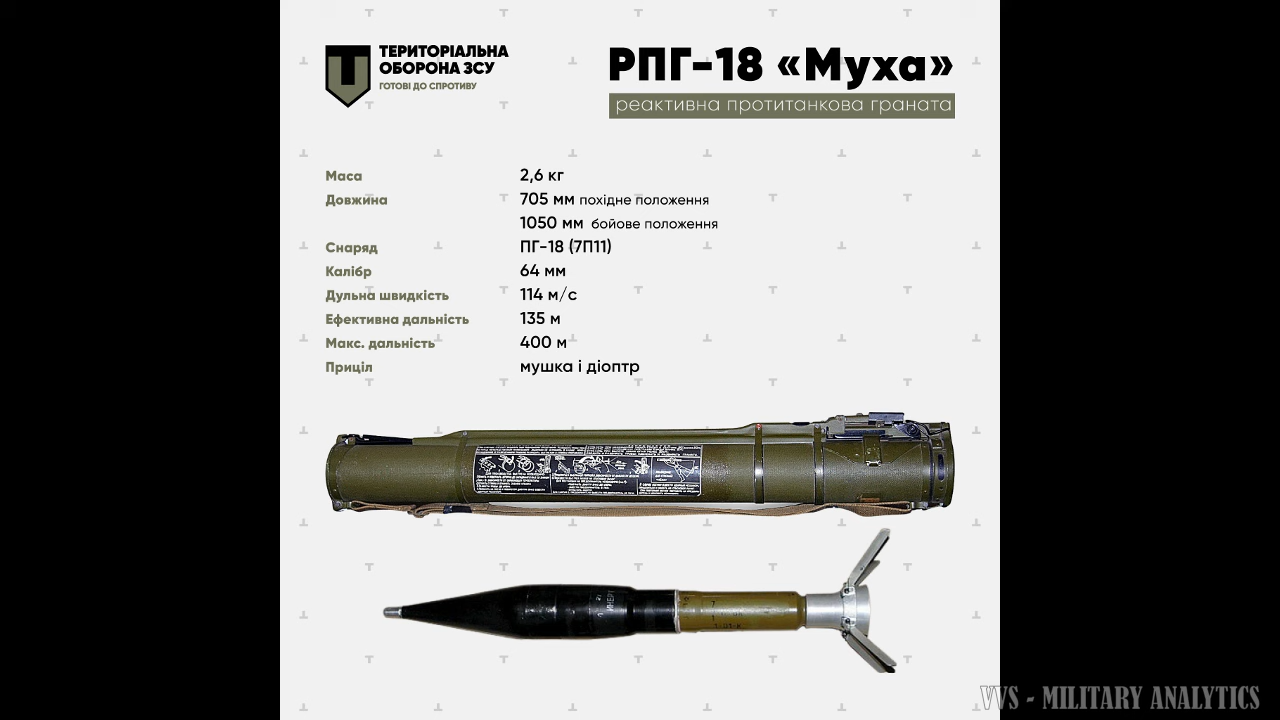 ТЕРИТОРІАЛЬНА
ОБОРОНА ЗСУ
ГОТОВІ ДО СПРОТИВУ
РПГ-18 «Муха»
реактивна протитанкова граната
Маса 2,6 кг
Довжина 705 мм похідне положення
1050 мм бойове положення
Снаряд ПГ-18 (7П11)
Калібр 64 мм
Дульна швидкість 114 м/с
Ефективна дальність 135 м
Макс. дальність 400 м
Приціл мушка і діоптр
ИНЕРТ
VVS - MILITARY ANALYTICS